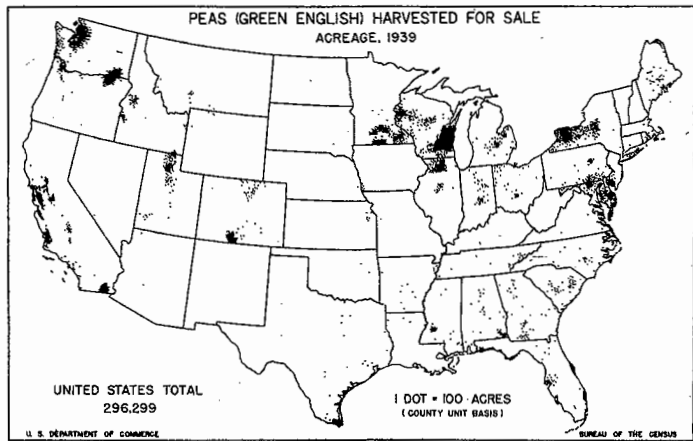 PEAS (GREEN ENGLISH) HARVESTED FOR SALE
ACREAGE, 1939
UNITED STATES TOTAL
296,299
1 DOT = 100 ACRES
(COUNTY UNIT BASIS)
U. S. DEPARTMENT OF COMMERCE
BUREAU OF THE CENSUS